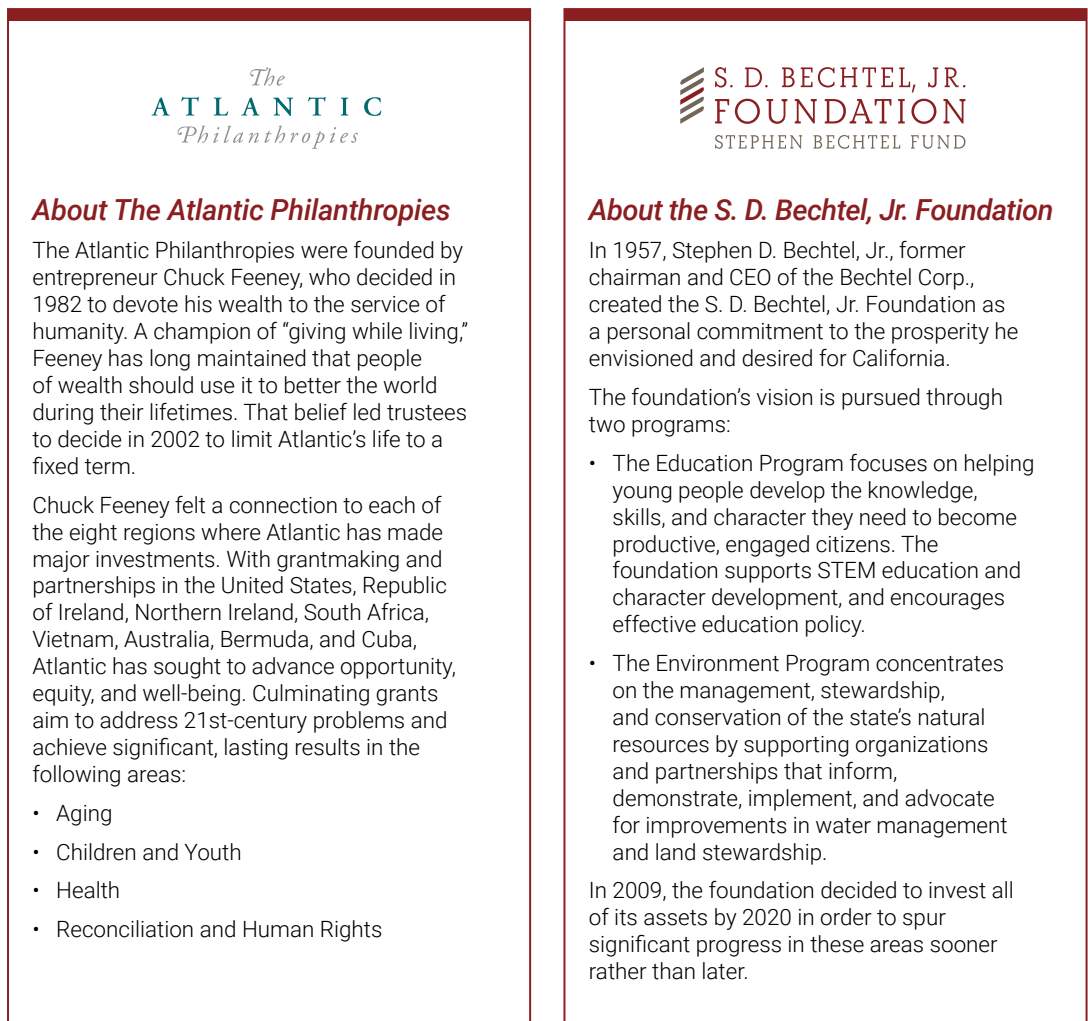 The
ATLANTIC
Philanthropies
About The Atlantic Philanthropies
The Atlantic Philanthropies were founded by
entrepreneur Chuck Feeney, who decided in
1982 to devote his wealth to the service of
humanity. A champion of “giving while living,”
Feeney has long maintained that people
of wealth should use it to better the world
during their lifetimes. That belief led trustees
to decide in 2002 to limit Atlantic’s life to a
fixed term.
Chuck Feeney felt a connection to each of
the eight regions where Atlantic has made
major investments. With grantmaking and
partnerships in the United States, Republic
of Ireland, Northern Ireland, South Africa,
Vietnam, Australia, Bermuda, and Cuba,
Atlantic has sought to advance opportunity,
equity, and well-being. Culminating grants
aim to address 21st-century problems and
achieve significant, lasting results in the
following areas:
• Aging
• Children and Youth
• Health
• Reconciliation and Human Rights
S. D. BECHTEL, JR.
FOUNDATION
STEPHEN BECHTEL FUND
About the S. D. Bechtel, Jr. Foundation
In 1957, Stephen D. Bechtel, Jr., former
chairman and CEO of the Bechtel Corp.,
created the S. D. Bechtel, Jr. Foundation as
a personal commitment to the prosperity he
envisioned and desired for California.
The foundation’s vision is pursued through
two programs:
• The Education Program focuses on helping
young people develop the knowledge,
skills, and character they need to become
productive, engaged citizens. The
foundation supports STEM education and
character development, and encourages
effective education policy.
• The Environment Program concentrates
on the management, stewardship,
and conservation of the state’s natural
resources by supporting organizations
and partnerships that inform,
demonstrate, implement, and advocate
for improvements in water management
and land stewardship.
In 2009, the foundation decided to invest all
of its assets by 2020 in order to spur
significant progress in these areas sooner
rather than later.